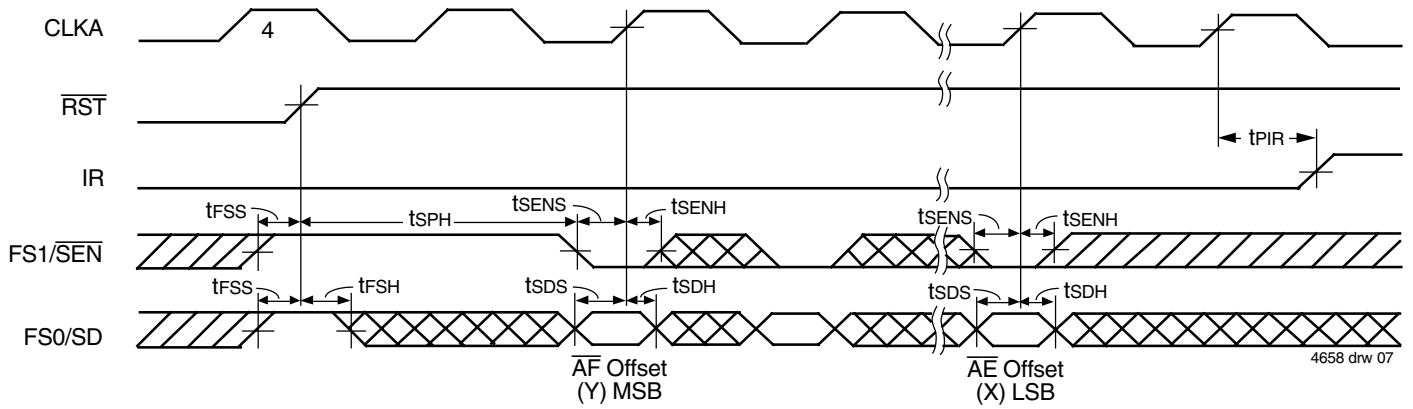 CLKA
4
RST
tPIR
IR
tFSS tSPH tSENS tSENH tSENS tSENH
FS1/SEN
tFSS tFSH tSDS tSDH tSDS tSDH
FS0/SD
4658 drw 07
AF Offset
(Y) MSB
AE Offset
(X) LSB